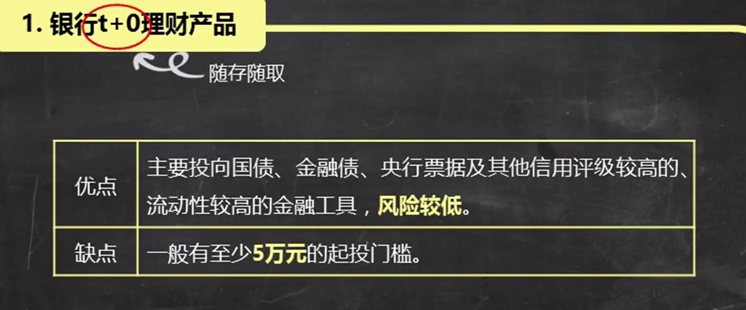 1. 银行t+0理财产品
随存随取
优点
主要投向国债、金融债、央行票据及其他信用评级较高的、
流动性较高的金融工具，风险较低。
缺点
一般有至少5万元的起投门槛。